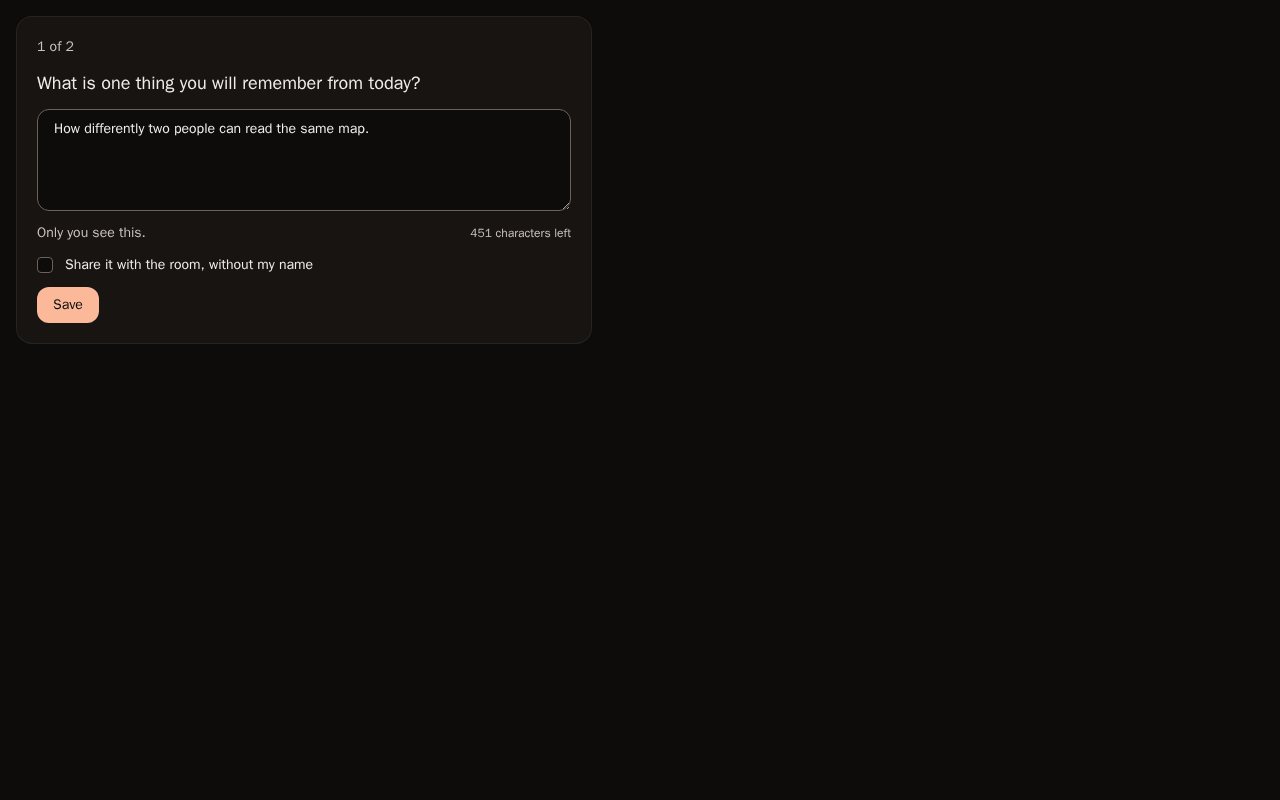 1 of 2
What is one thing you will remember from today?
How differently two people can read the same map.
Only you see this.
451 characters left
Share it with the room, without my name
Save